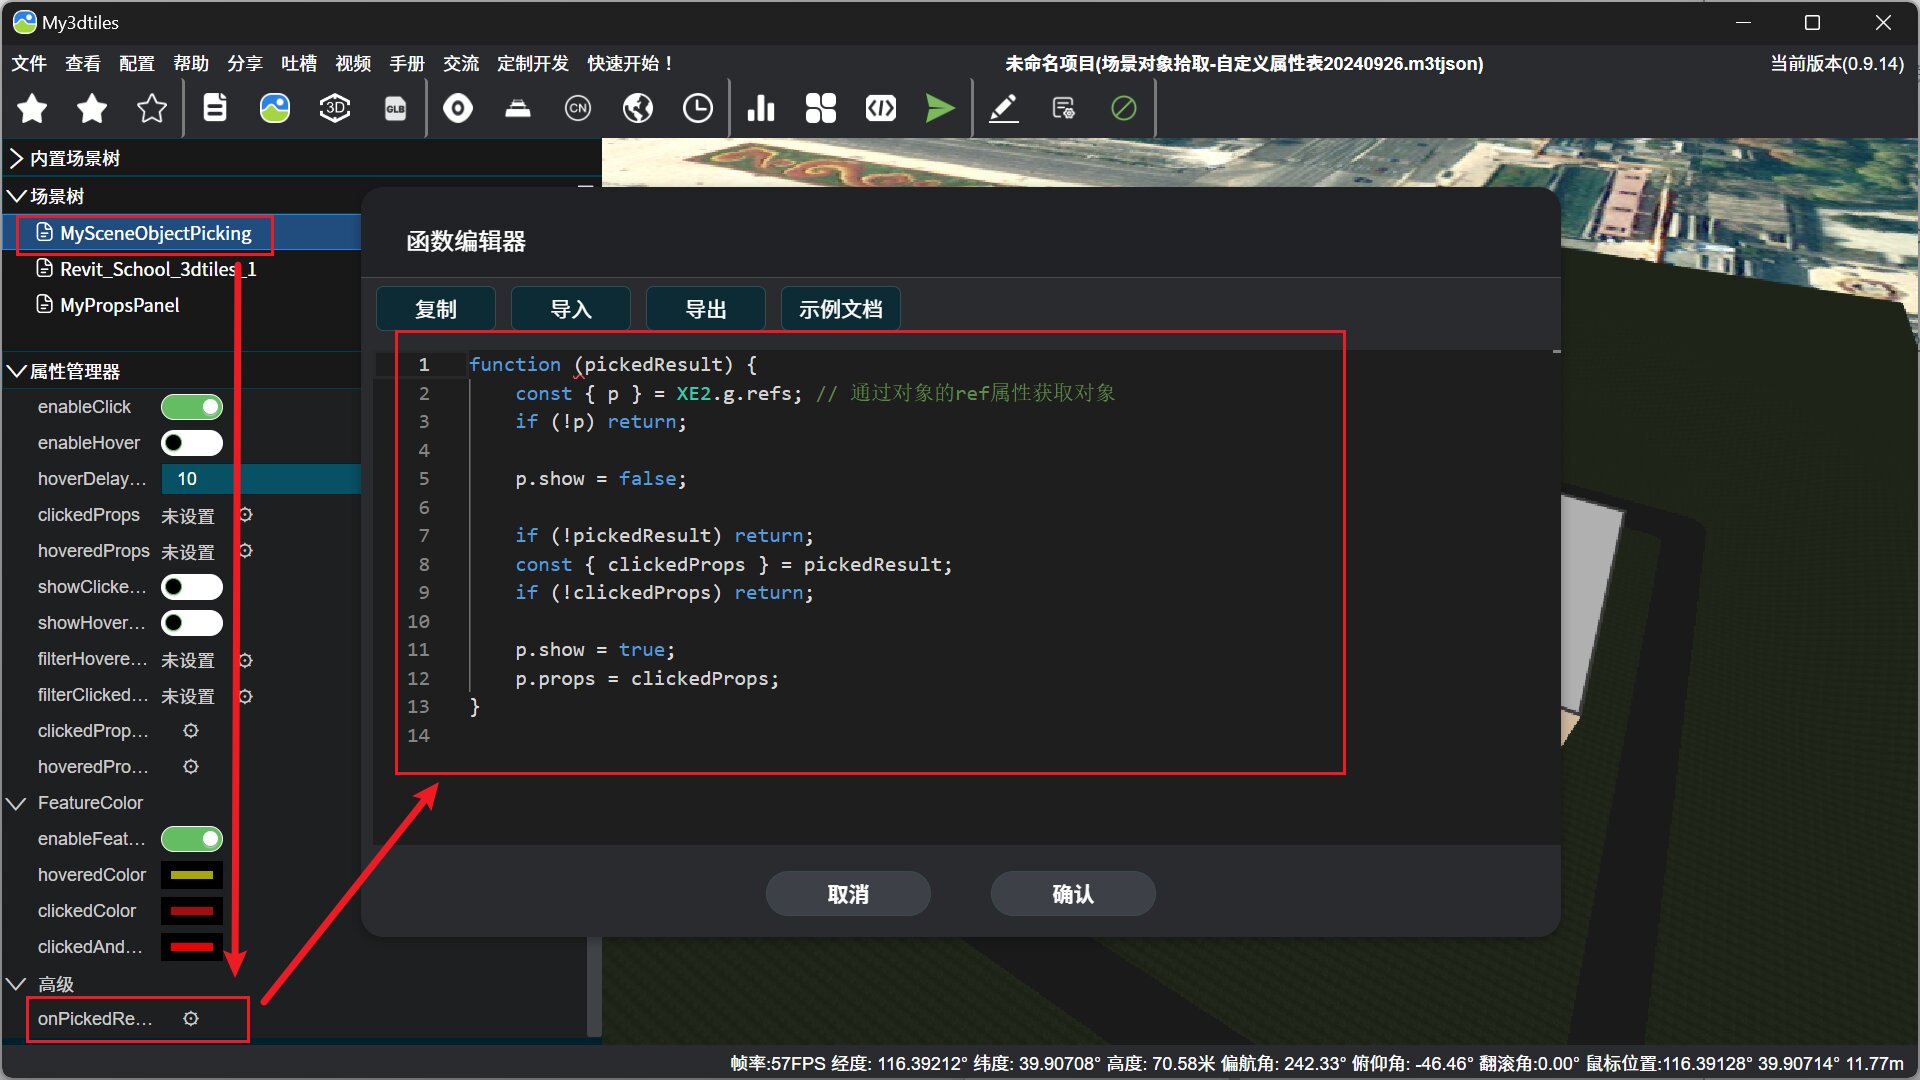 My3dtiles
文件 查看 配置 帮助 分享 吐槽 视频 手册 交流 定制开发 快速开始！
未命名项目(场景对象拾取-自定义属性表20240926.m3tjson)
当前版本(0.9.14)
3D GLB CN
内置场景树
场景树
MySceneObjectPicking
Revit_School_3dtiles_1
MyPropsPanel
属性管理器
enableClick
enableHover
hoverDelay... 10
clickedProps 未设置
hoveredProps 未设置
showClicke...
showHover...
filterHovere... 未设置
filterClicked... 未设置
clickedProp...
hoveredPro...
FeatureColor
enableFeat...
hoveredColor
clickedColor
clickedAnd...
高级
onPickedRe...
函数编辑器
复制 导入 导出 示例文档
1 function (pickedResult) {
2 const { p } = XE2.g.refs; // 通过对象的ref属性获取对象
3 if (!p) return;
4
5 p.show = false;
6
7 if (!pickedResult) return;
8 const { clickedProps } = pickedResult;
9 if (!clickedProps) return;
10
11 p.show = true;
12 p.props = clickedProps;
13 }
14
取消 确认
帧率:57FPS 经度: 116.39212° 纬度: 39.90708° 高度: 70.58米 偏航角: 242.33° 俯仰角: -46.46° 翻滚角:0.00° 鼠标位置:116.39128° 39.90714° 11.77m